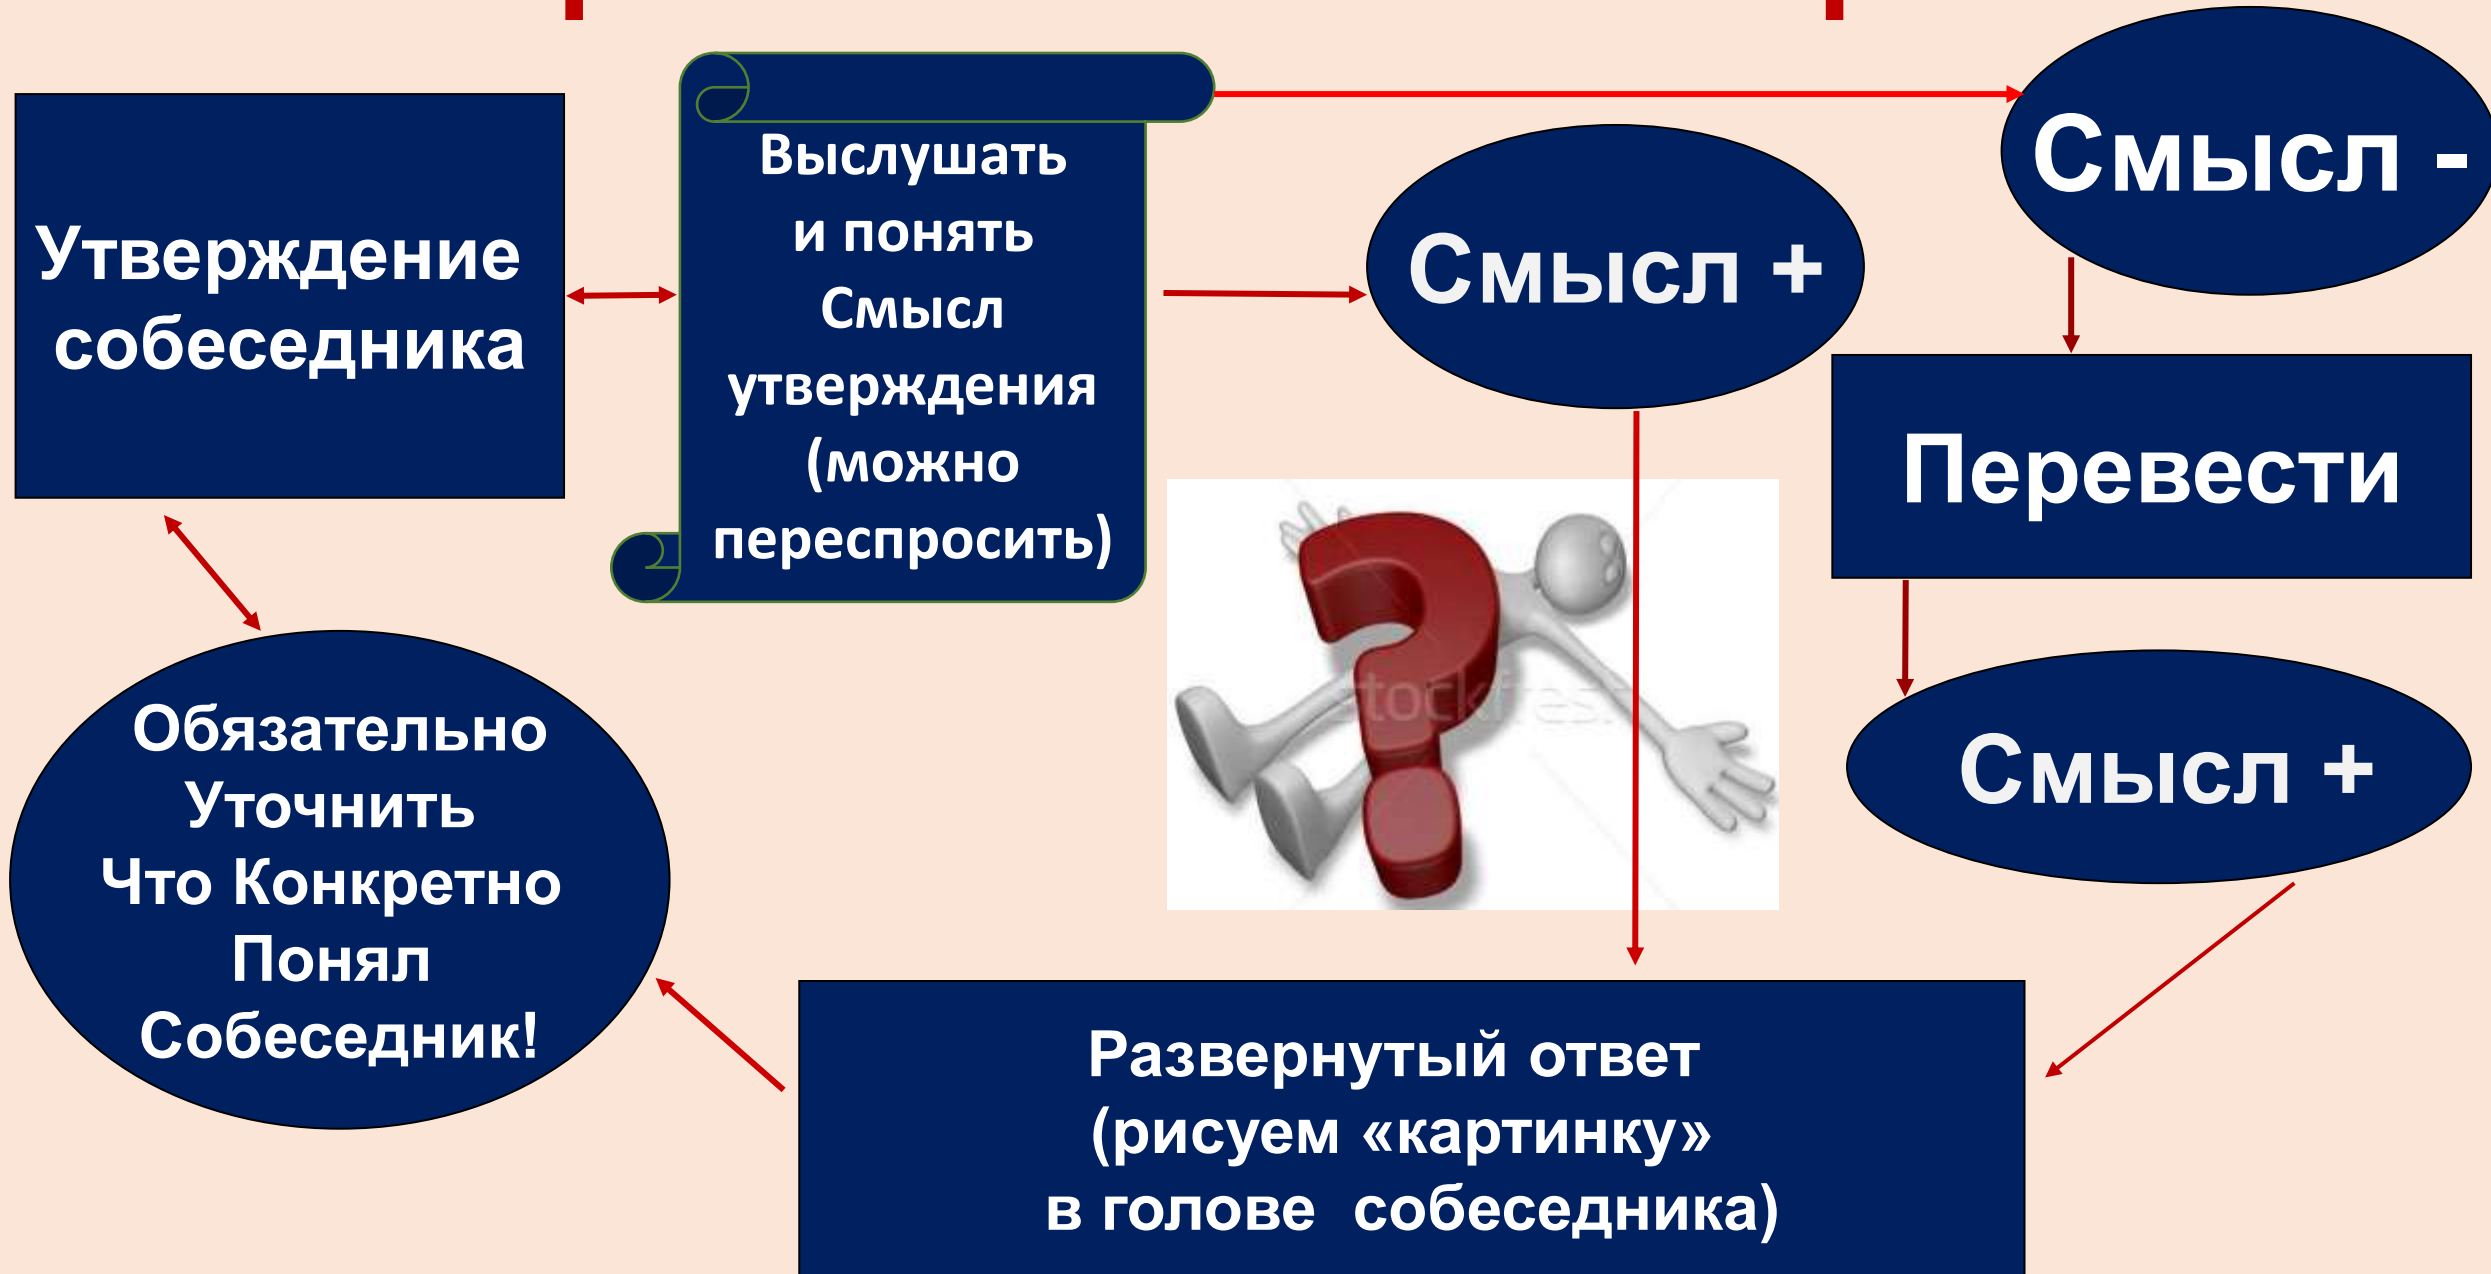 Утверждение
собеседника
Выслушать
и понять
Смысл
утверждения
(можно
переспросить)
Смысл +
Смысл -
Перевести
Смысл +
Обязательно
Уточнить
Что Конкретно
Понял
Собеседник!
Развернутый ответ
(рисуем «картинку»
в голове собеседника)